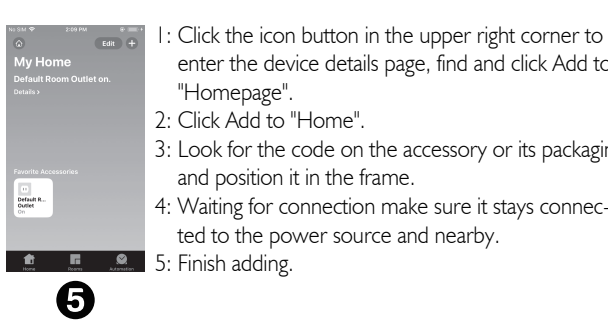 No SIM 2:09 PM
Edit +
My Home
Default Room Outlet on.
Details >
Favorite Accessories
Default R...
Outlet
On
Home Rooms Automation
5
1: Click the icon button in the upper right corner to
enter the device details page, find and click Add to
"Homepage".
2: Click Add to "Home".
3: Look for the code on the accessory or its packagin
and position it in the frame.
4: Waiting for connection make sure it stays connec-
ted to the power source and nearby.
5: Finish adding.